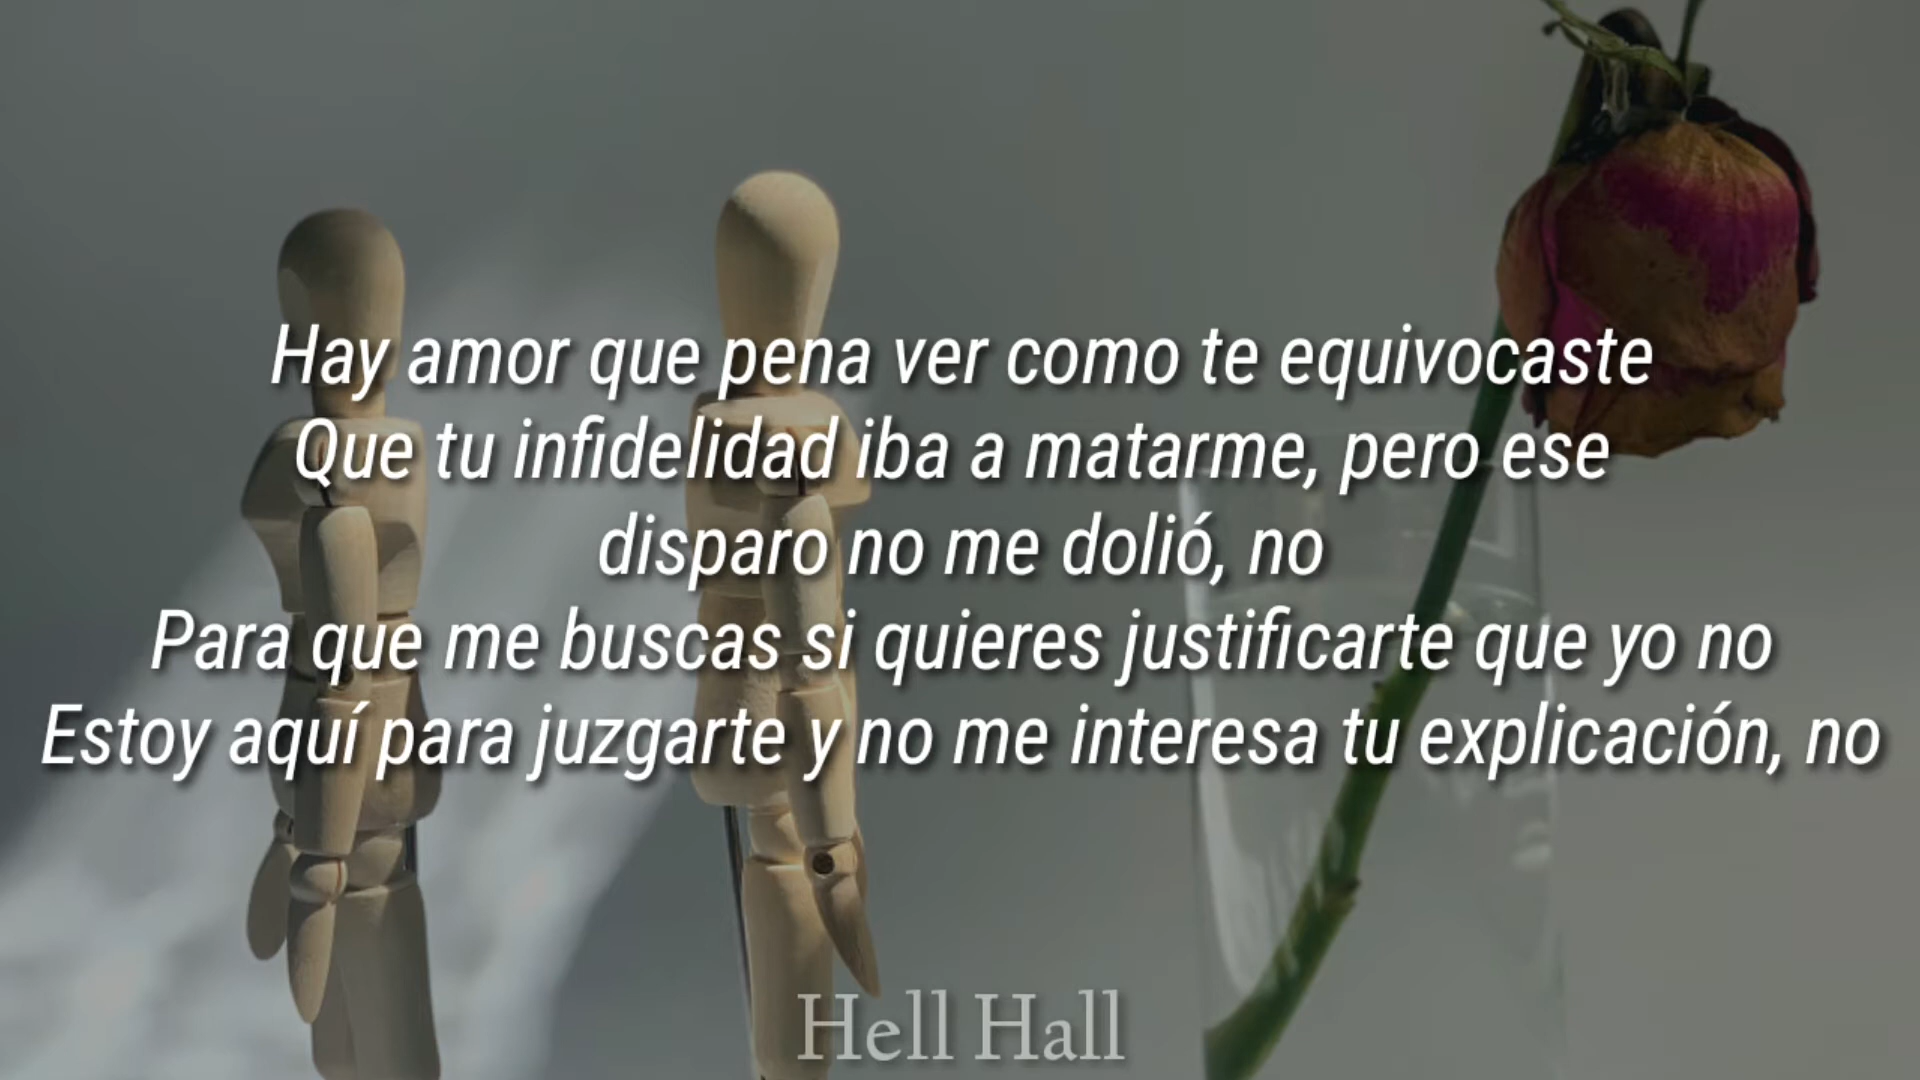 Hay amor que pena ver como te equivocaste
Que tu infidelidad iba a matarme, pero ese
disparo no me dolió, no
Para que me buscas si quieres justificarte que yo no
Estoy aquí para juzgarte y no me interesa tu explicación, no
Hell Hall